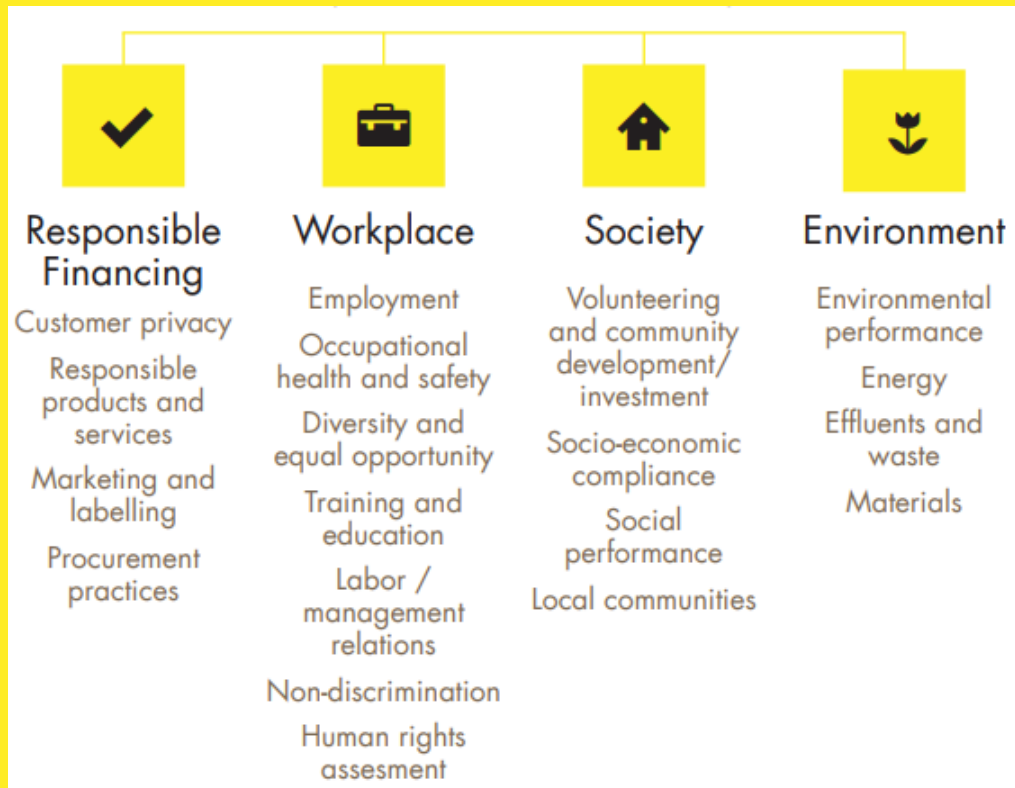 Responsible
Financing
Customer privacy
Responsible
products and
services
Marketing and
labelling
Procurement
practices
Workplace
Employment
Occupational
health and safety
Diversity and
equal opportunity
Training and
education
Labor /
management
relations
Non-discrimination
Human rights
assesment
Society
Volunteering
and community
development/
investment
Socio-economic
compliance
Social
performance
Local communities
Environment
Environmental
performance
Energy
Effluents and
waste
Materials